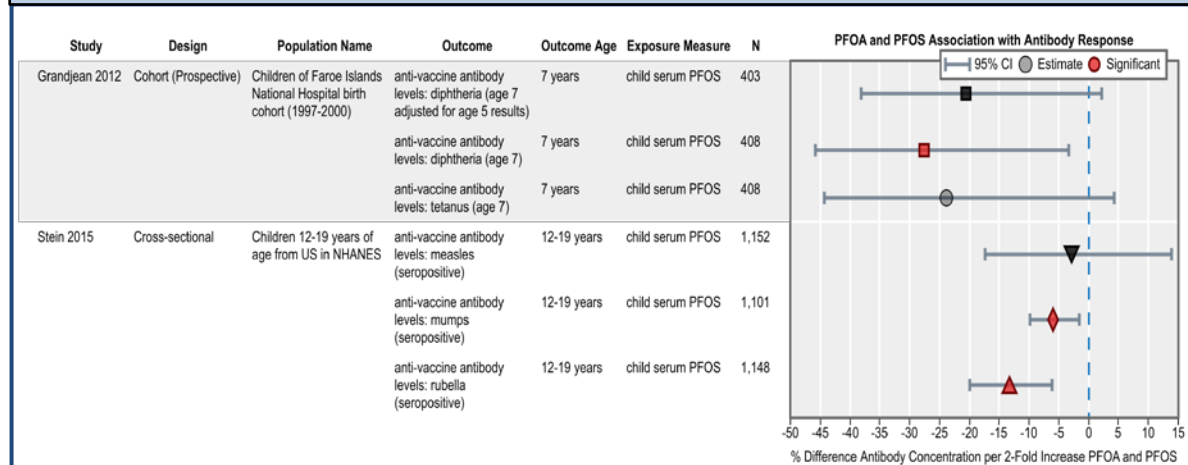 Study Design Population Name Outcome Outcome Age Exposure Measure N
PFOA and PFOS Association with Antibody Response
95% CI Estimate Significant
Grandjean 2012 Cohort (Prospective) Children of Faroe Islands anti-vaccine antibody 7 years child serum PFOS 403
National Hospital birth levels: diphtheria (age 7
cohort (1997-2000) adjusted for age 5 results)
anti-vaccine antibody 7 years child serum PFOS 408
levels: diphtheria (age 7)
anti-vaccine antibody 7 years child serum PFOS 408
levels: tetanus (age 7)
Stein 2015 Cross-sectional Children 12-19 years of anti-vaccine antibody 12-19 years child serum PFOS 1,152
age from US in NHANES levels: measles
(seropositive)
anti-vaccine antibody 12-19 years child serum PFOS 1,101
levels: mumps
(seropositive)
anti-vaccine antibody 12-19 years child serum PFOS 1,148
levels: rubella
(seropositive)
-50 -45 -40 -35 -30 -25 -20 -15 -10 -5 0 5 10 15
% Difference Antibody Concentration per 2-Fold Increase PFOA and PFOS